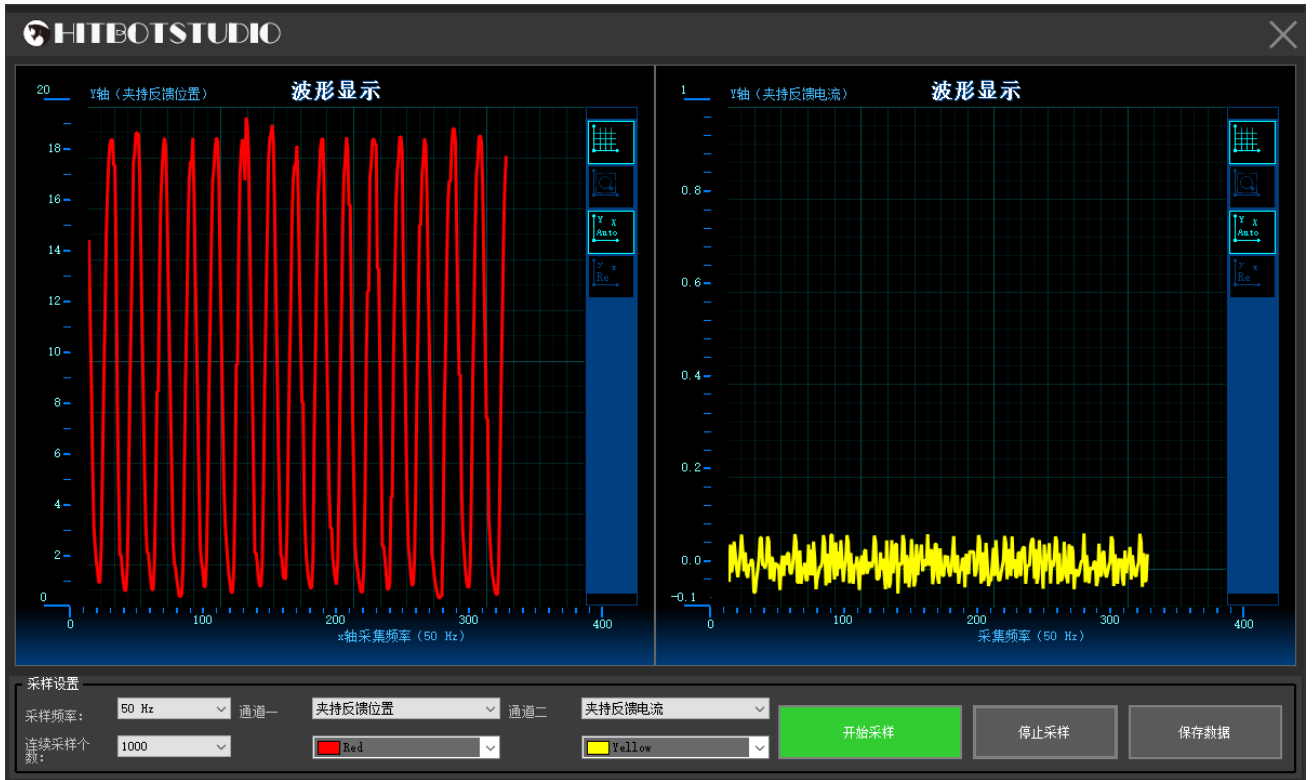 HITBOTSTUDIO
波形显示
Y轴（夹持反馈位置）
20
18
16
14
12
10
8
6
4
2
0
0 100 200 300 400
x轴采集频率（50 Hz）
Y X
Auto
Y X
Re
波形显示
Y轴（夹持反馈电流）
1
0.8
0.6
0.4
0.2
0.0
-0.1
0 100 200 300 400
采集频率（50 Hz）
Y X
Auto
Y X
Re
采样设置
采样频率： 50 Hz 通道一 夹持反馈位置 通道二 夹持反馈电流
连续采样个
数： 1000 Red Yellow
开始采样 停止采样 保存数据